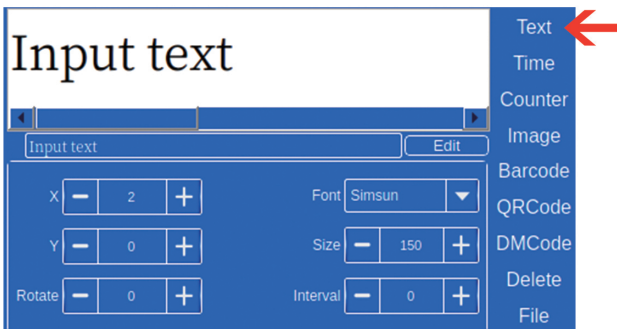 Input text
Input text
Edit
X
2
Font
Simsun
Y
0
Size
150
Rotate
0
Interval
0
Text
Time
Counter
Image
Barcode
QRCode
DMCode
Delete
File